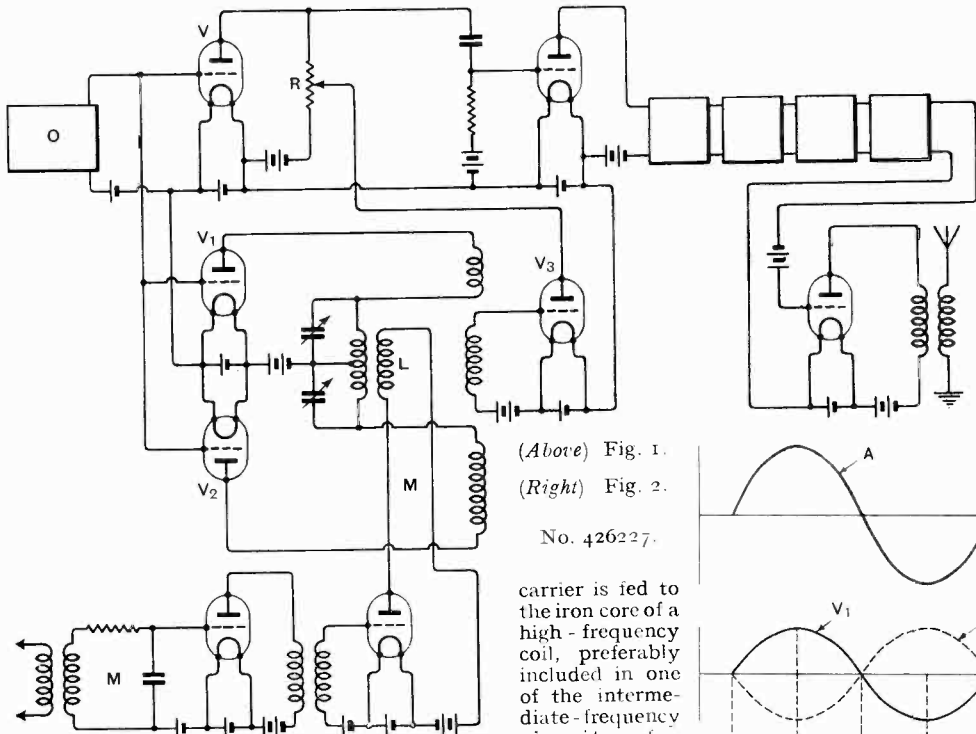 V
R
O
V1
V3
L
V2
M
M
(Above) Fig. 1.
(Right) Fig. 2.
No. 426227.
carrier is fed to
the iron core of a
high-frequency
coil, preferably
included in one
of the interme-
diate-frequency
A
V1